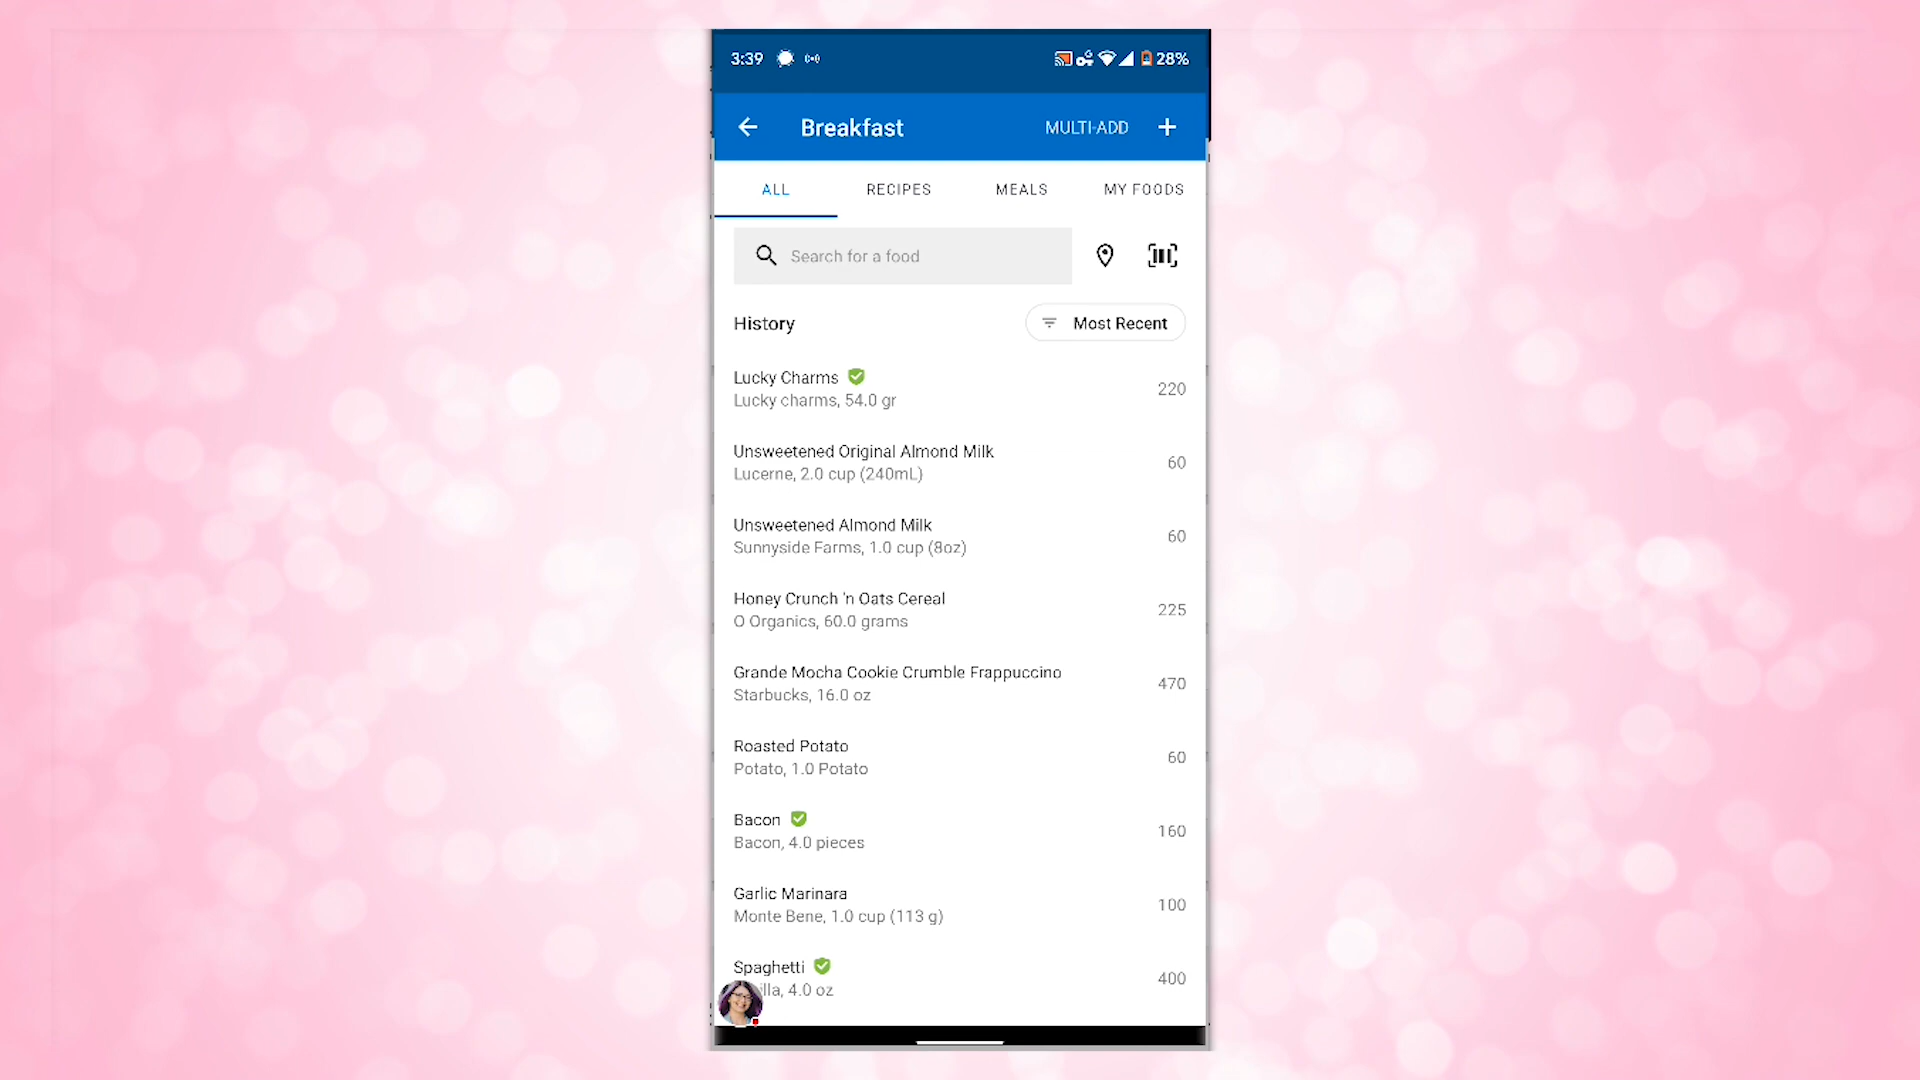 3:39 28%
Breakfast MULTI-ADD +
ALL RECIPES MEALS MY FOODS
Search for a food
History Most Recent
Lucky Charms
Lucky charms, 54.0 gr 220
Unsweetened Original Almond Milk
Lucerne, 2.0 cup (240mL) 60
Unsweetened Almond Milk
Sunnyside Farms, 1.0 cup (8oz) 60
Honey Crunch 'n Oats Cereal
O Organics, 60.0 grams 225
Grande Mocha Cookie Crumble Frappuccino
Starbucks, 16.0 oz 470
Roasted Potato
Potato, 1.0 Potato 60
Bacon
Bacon, 4.0 pieces 160
Garlic Marinara
Monte Bene, 1.0 cup (113 g) 100
Spaghetti
4.0 oz 400